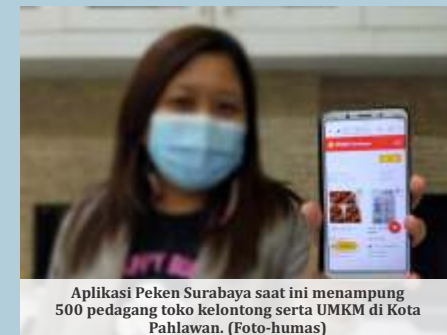 Aplikasi Peken Surabaya saat ini menampung
500 pedagang toko kelontong serta UMKM di Kota
Pahlawan. (Foto-humas)